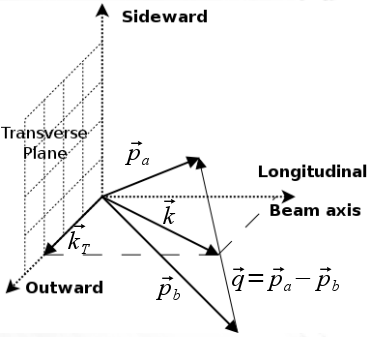 Sideward
Transverse
Plane
p⃗a
Longitudinal
Beam axis
k⃗
k⃗T
Outward
p⃗b
q⃗=p⃗a−p⃗b